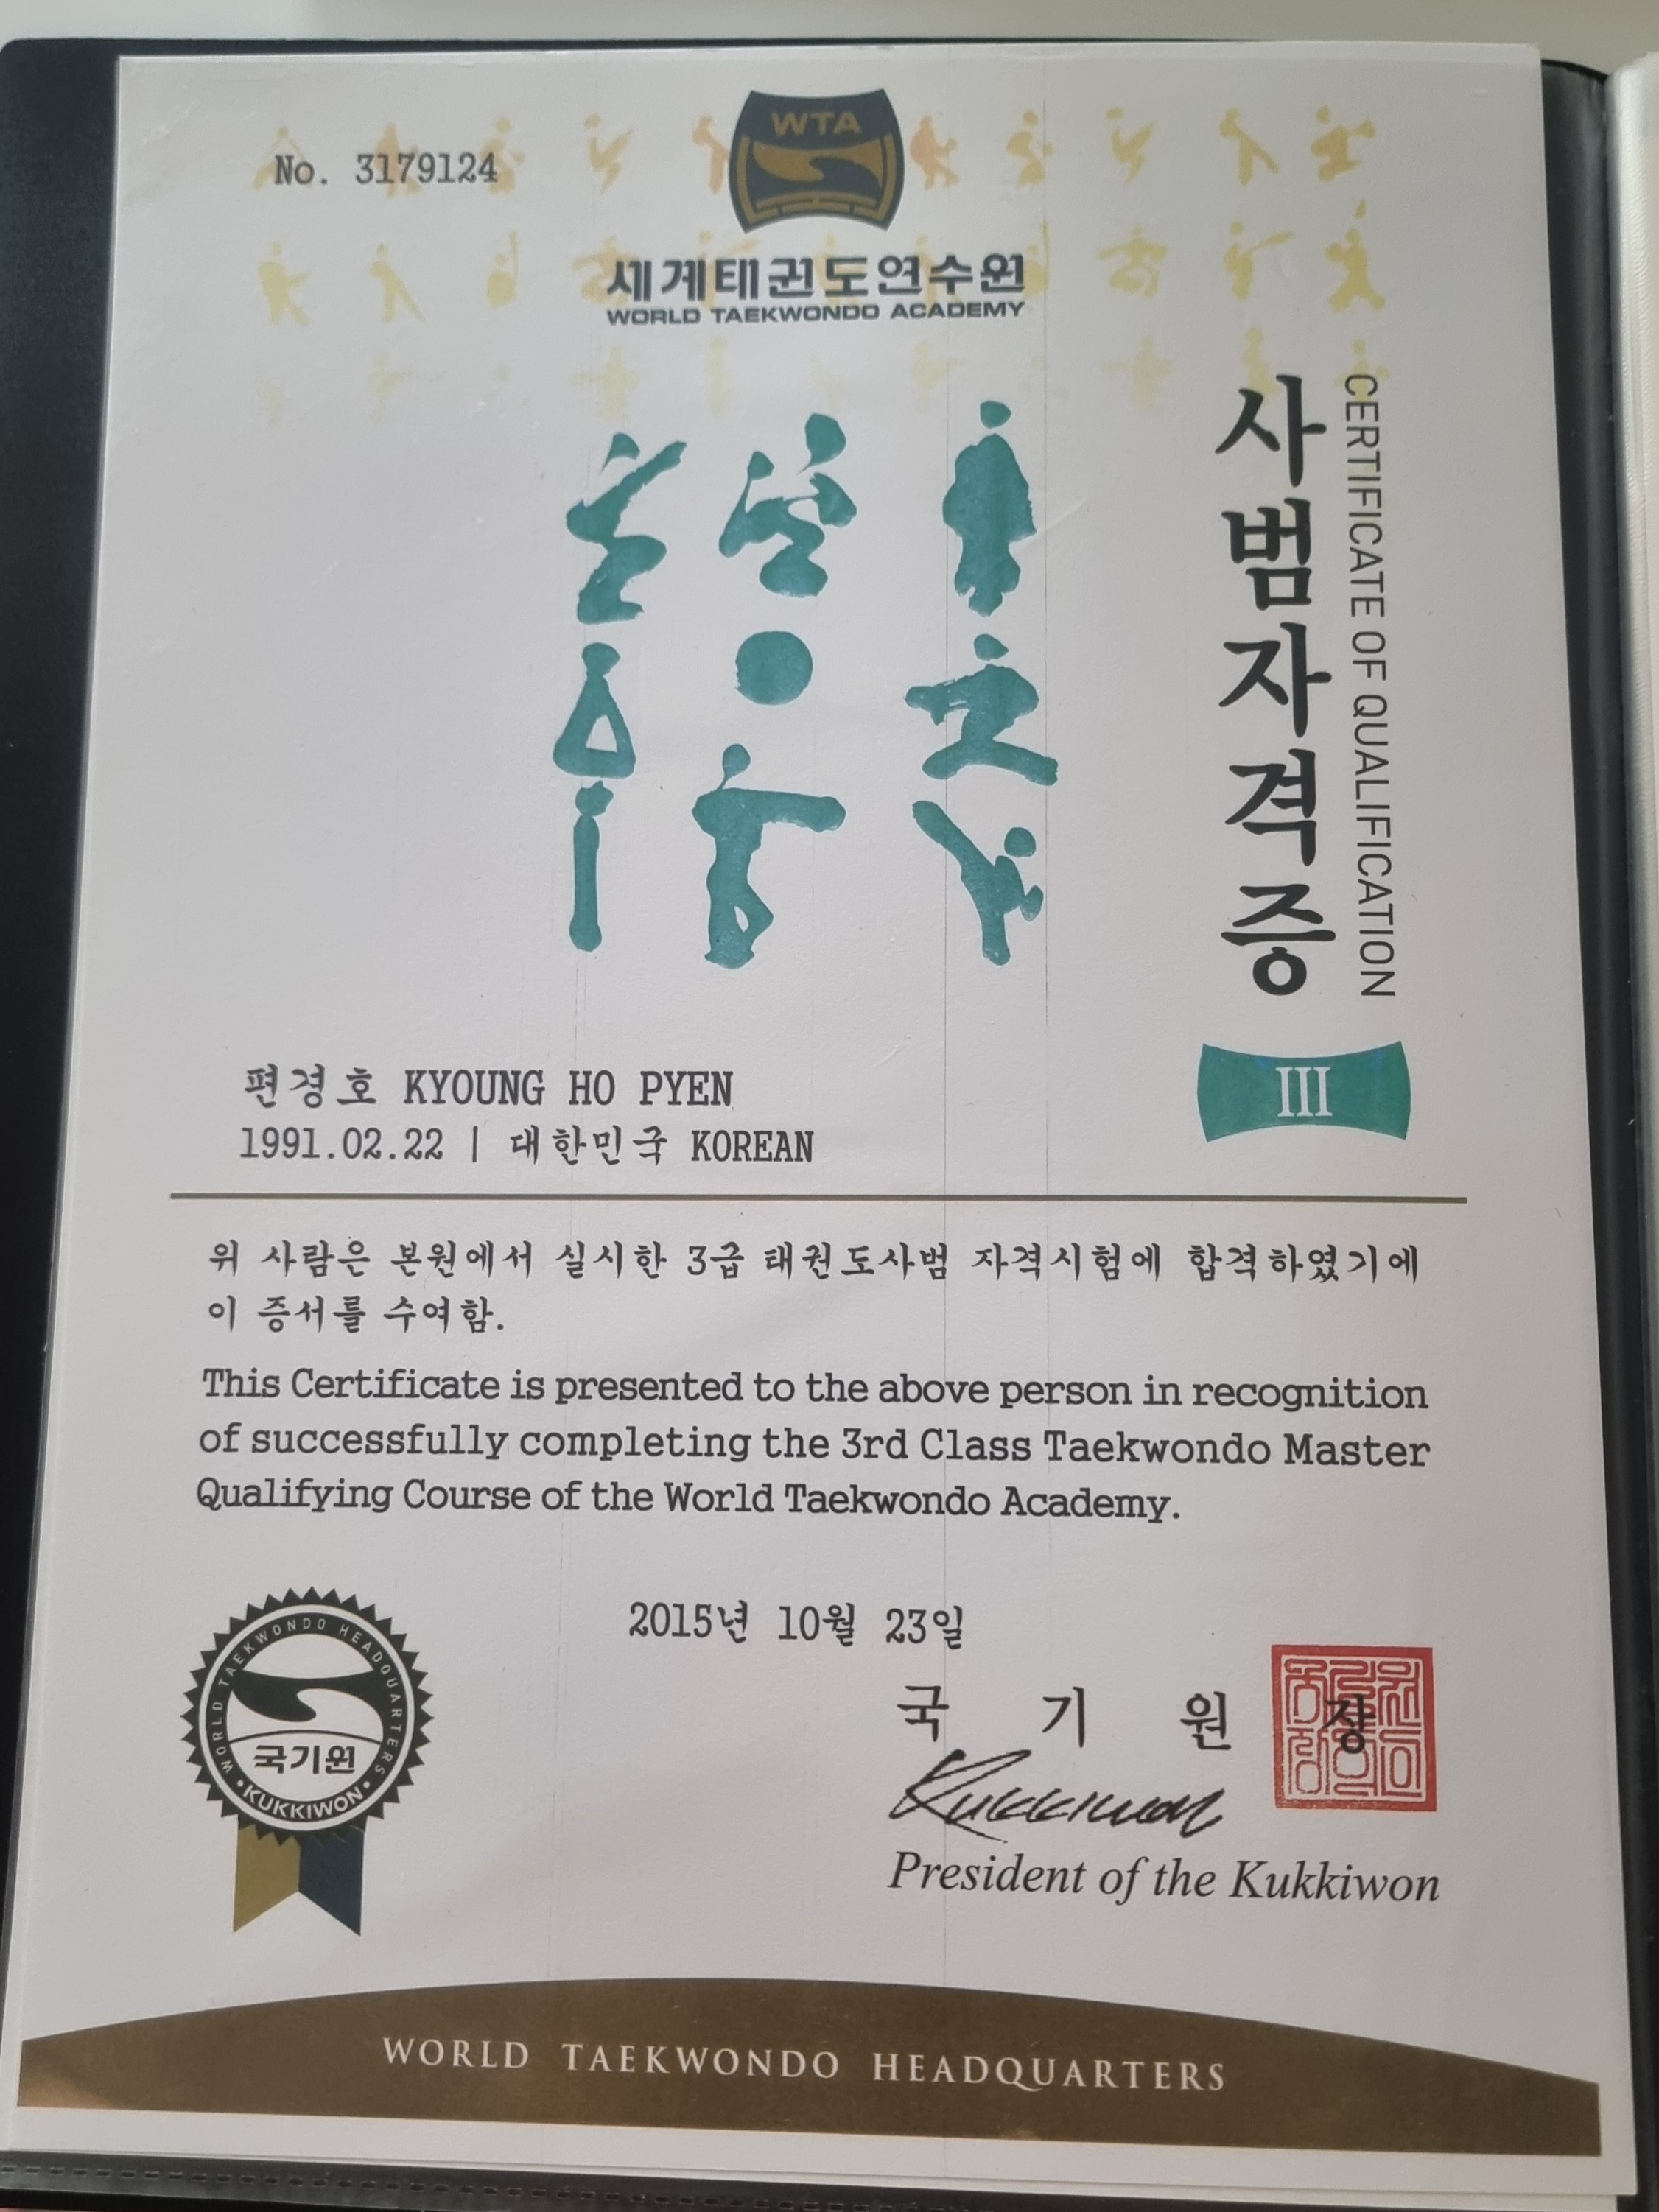 No. 3179124
WTA
세계태권도연수원
WORLD TAEKWONDO ACADEMY
사범자격증
CERTIFICATE OF QUALIFICATION
III
편경호 KYOUNG HO PYEN
1991.02.22 | 대한민국 KOREAN
위 사람은 본원에서 실시한 3급 태권도사범 자격시험에 합격하였기에
이 증서를 수여함.
This Certificate is presented to the above person in recognition
of successfully completing the 3rd Class Taekwondo Master
Qualifying Course of the World Taekwondo Academy.
2015년 10월 23일
국 기 원 장
Kukkiwon
President of the Kukkiwon
WORLD TAEKWONDO HEADQUARTERS
국기원
KUKKIWON
WORLD TAEKWONDO HEADQUARTERS